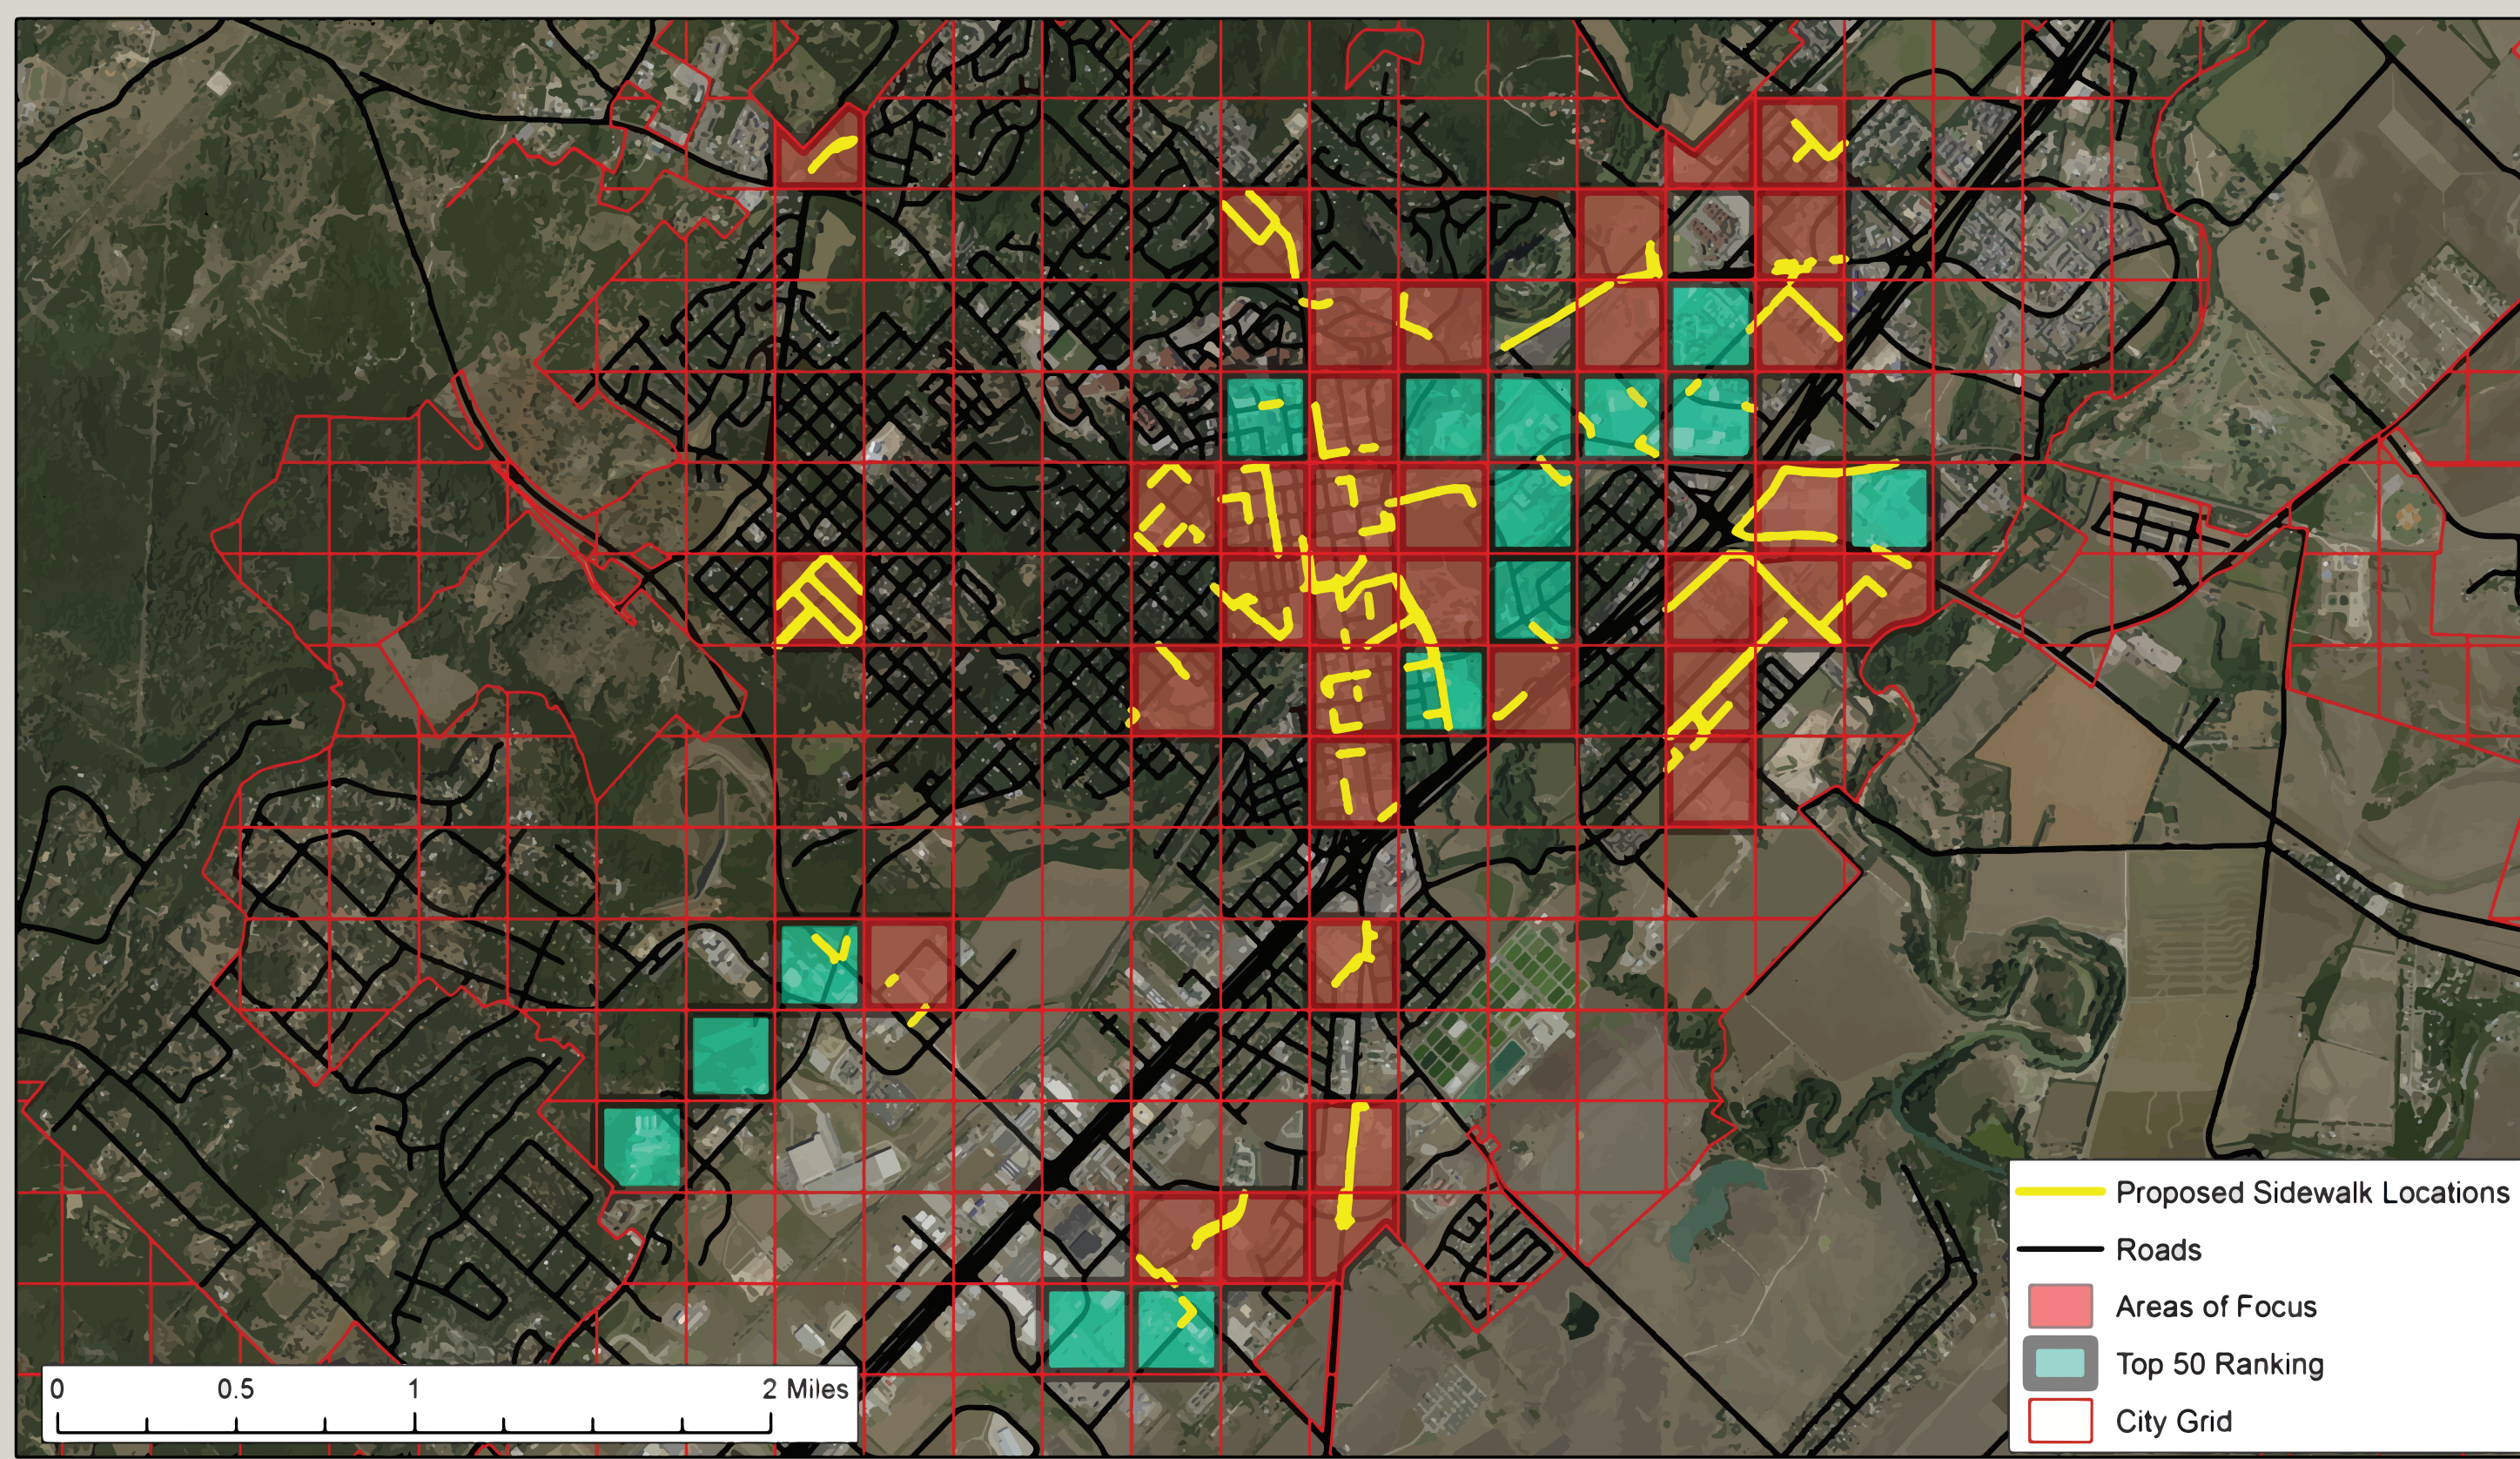 Proposed Sidewalk Locations
Roads
Areas of Focus
Top 50 Ranking
City Grid
0 0.5 1 2 Miles